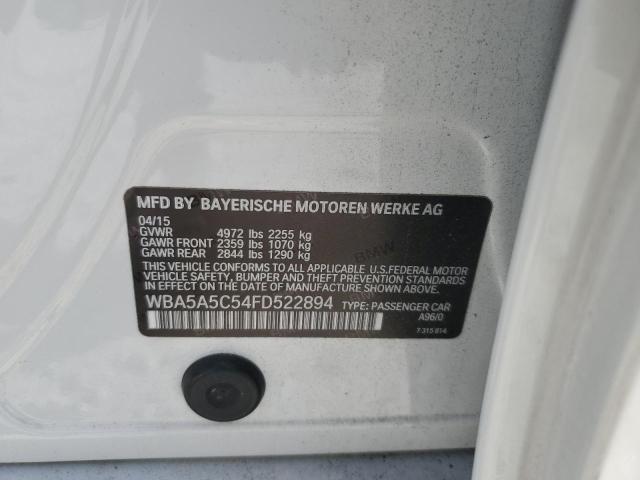 MFD BY BAYERISCHE MOTOREN WERKE AG
04/15
GVWR 4972 lbs 2255 kg
GAWR FRONT 2359 lbs 1070 kg
GAWR REAR 2844 lbs 1290 kg
THIS VEHICLE CONFORMS TO ALL APPLICABLE U.S.FEDERAL MOTOR
VEHICLE SAFETY, BUMPER AND THEFT PREVENTION STANDARDS
IN EFFECT ON THE DATE OF MANUFACTURE SHOWN ABOVE.
WBA5A5C54FD522894 TYPE: PASSENGER CAR
A96/0
7 315 814
BMW